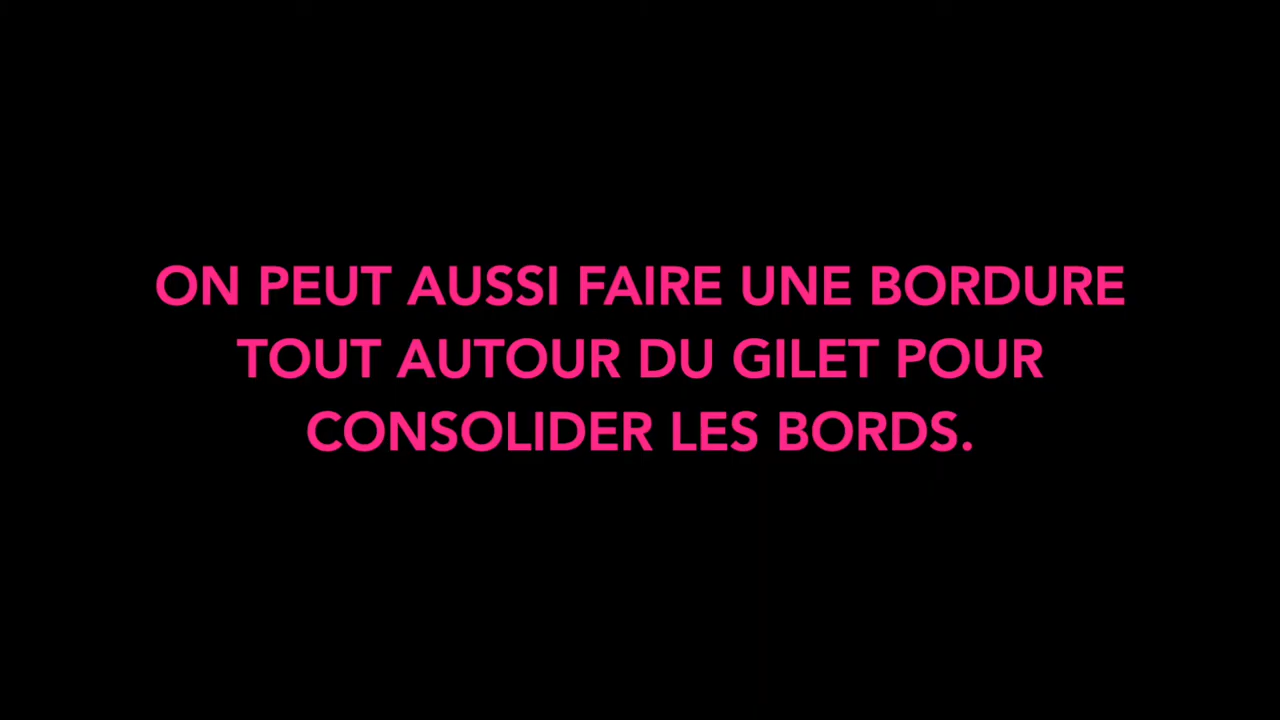 ON PEUT AUSSI FAIRE UNE BORDURE
TOUT AUTOUR DU GILET POUR
CONSOLIDER LES BORDS.